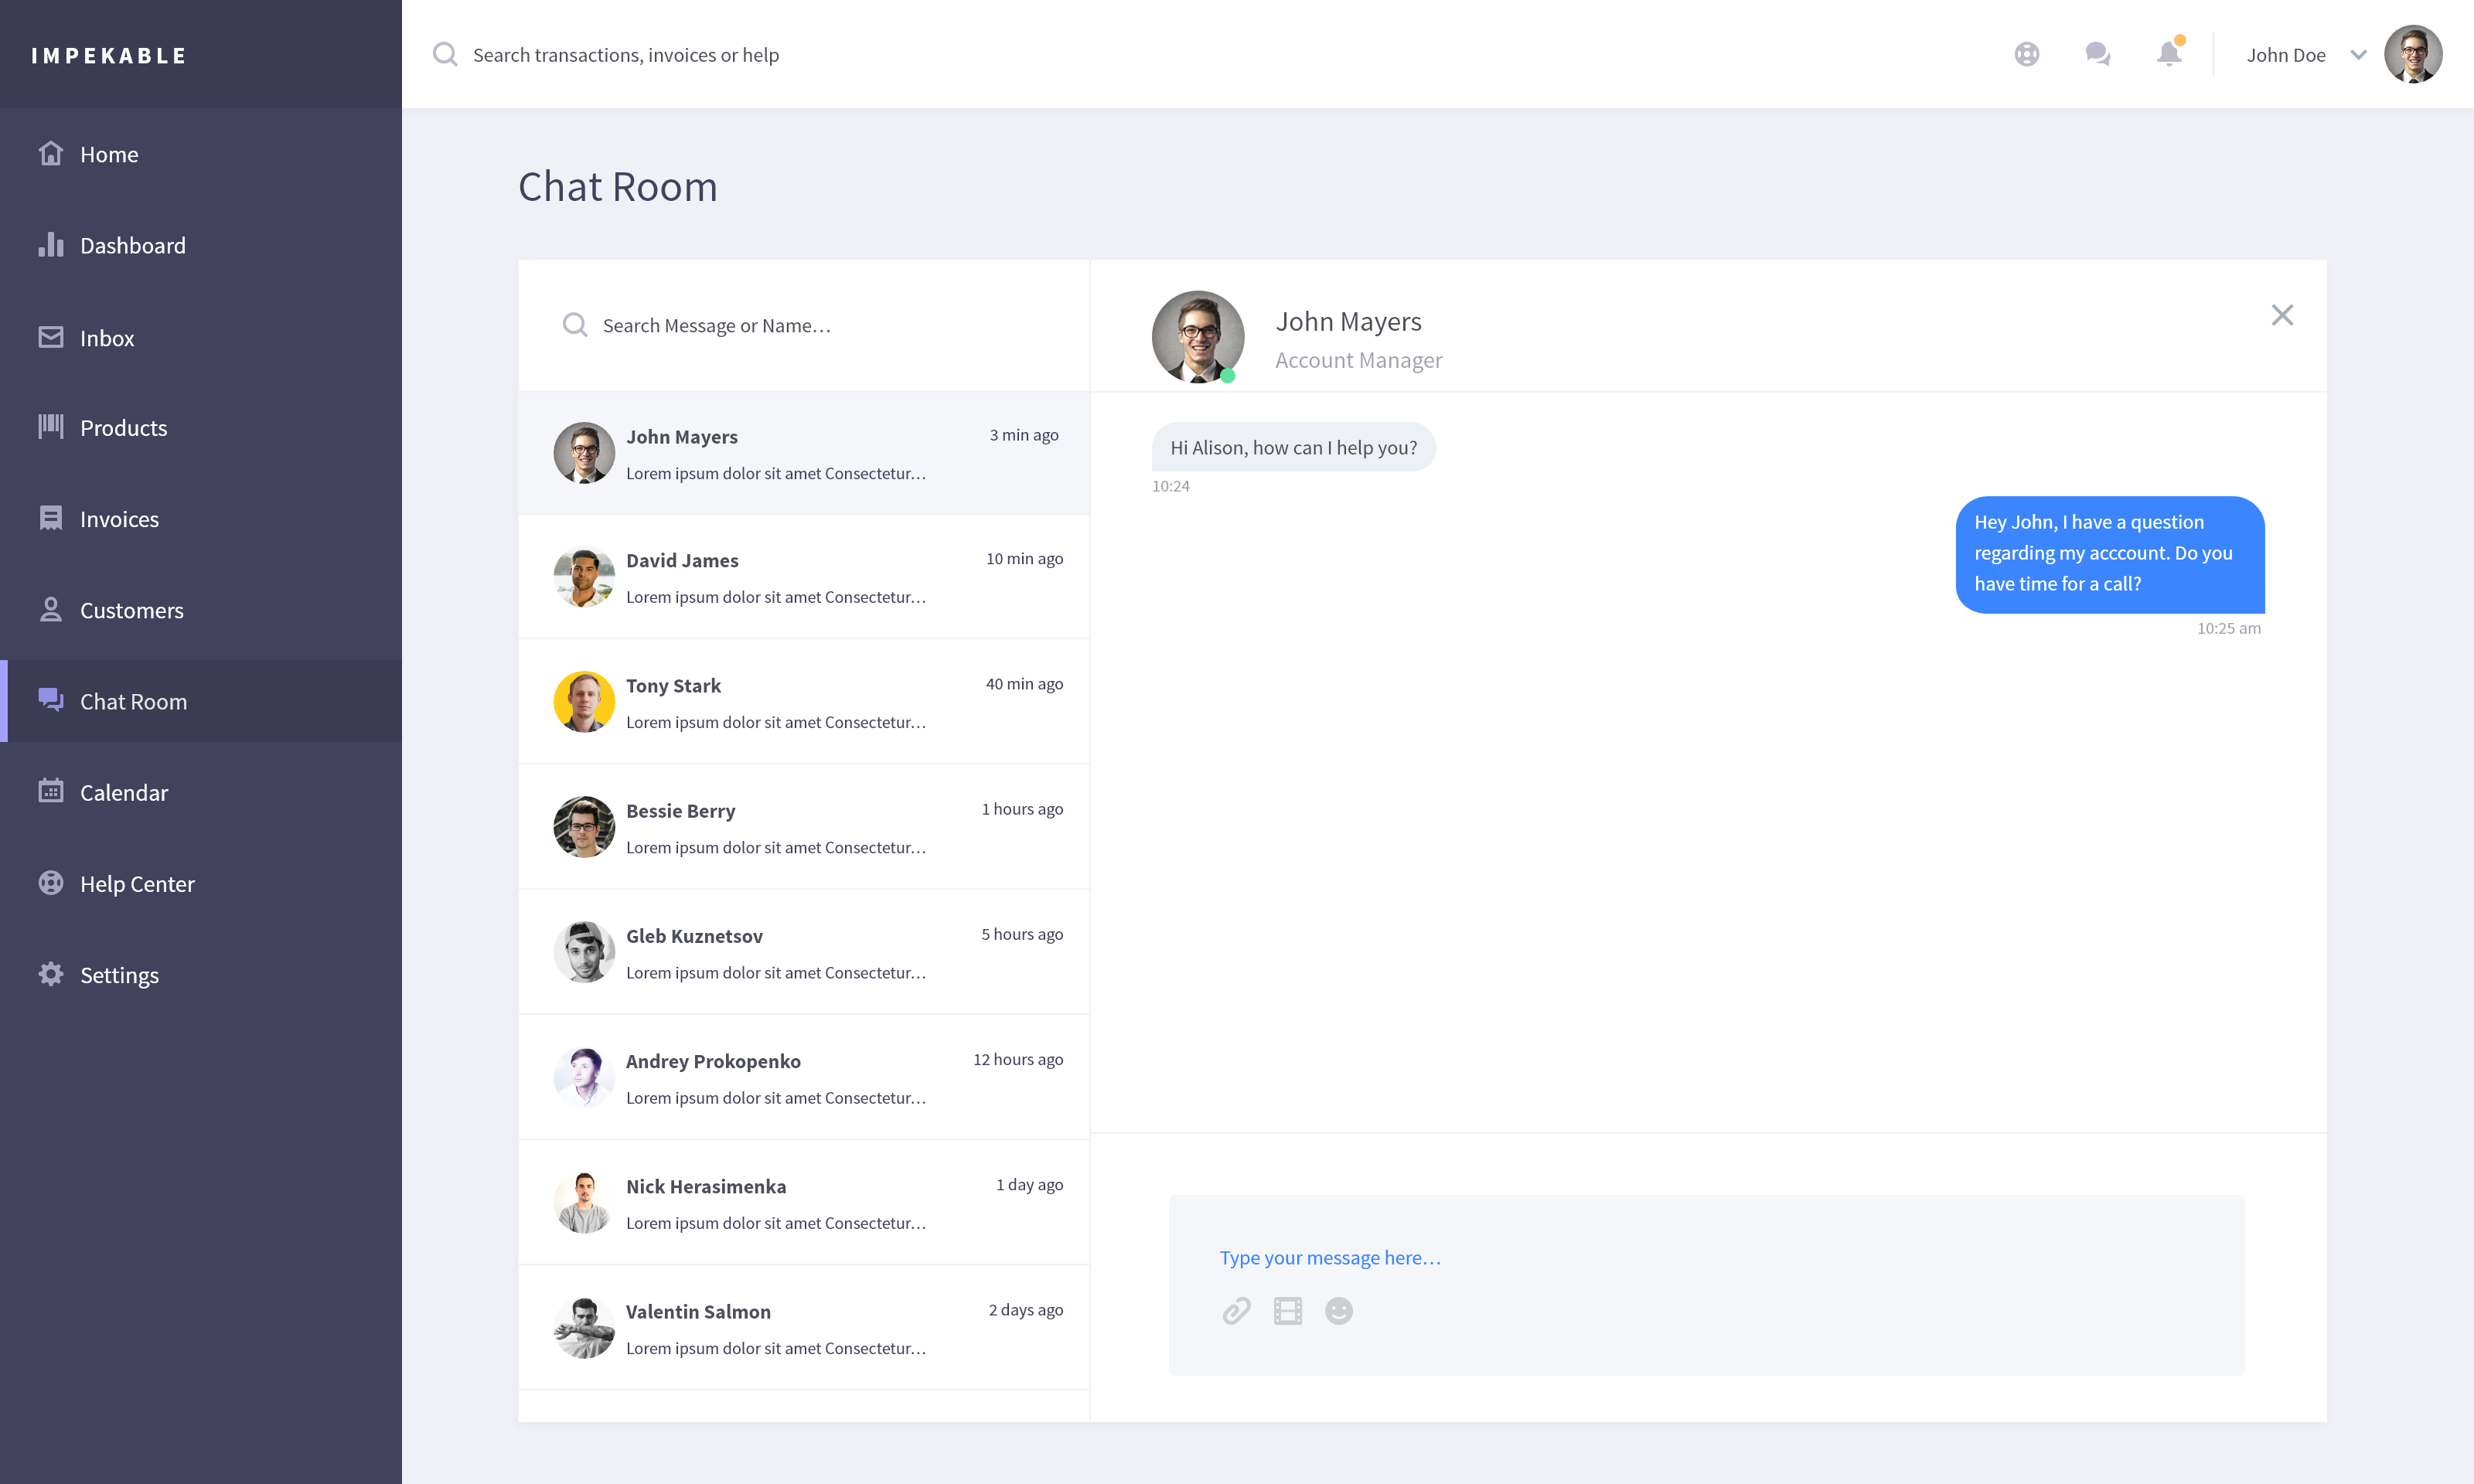 IMPEKABLE
Search transactions, invoices or help
John Doe
Home
Dashboard
Inbox
Products
Invoices
Customers
Chat Room
Calendar
Help Center
Settings
Chat Room
Search Message or Name…
John Mayers
3 min ago
Lorem ipsum dolor sit amet Consectetur…
David James
10 min ago
Lorem ipsum dolor sit amet Consectetur…
Tony Stark
40 min ago
Lorem ipsum dolor sit amet Consectetur…
Bessie Berry
1 hours ago
Lorem ipsum dolor sit amet Consectetur…
Gleb Kuznetsov
5 hours ago
Lorem ipsum dolor sit amet Consectetur…
Andrey Prokopenko
12 hours ago
Lorem ipsum dolor sit amet Consectetur…
Nick Herasimenka
1 day ago
Lorem ipsum dolor sit amet Consectetur…
Valentin Salmon
2 days ago
Lorem ipsum dolor sit amet Consectetur…
John Mayers
Account Manager
Hi Alison, how can I help you?
10:24
Hey John, I have a question
regarding my acccount. Do you
have time for a call?
10:25 am
Type your message here…